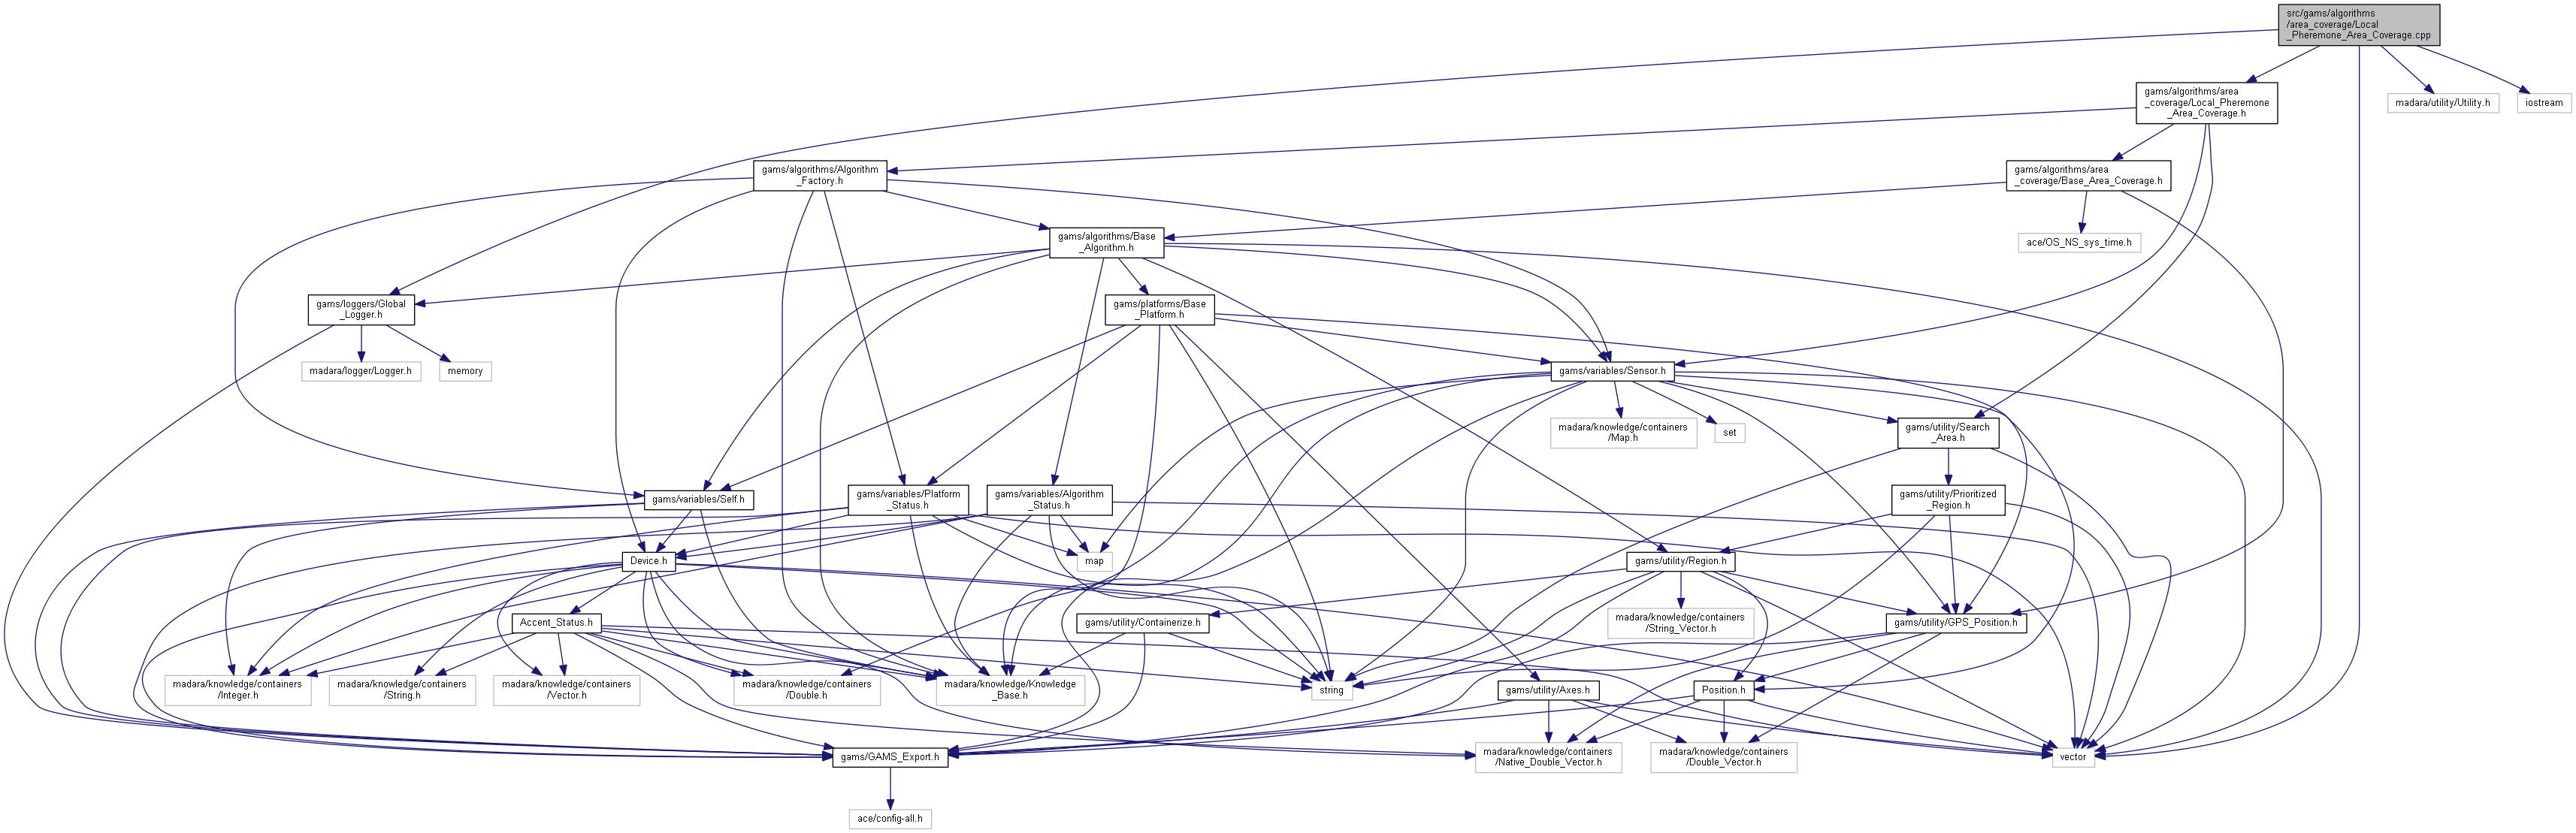 src/gams/algorithms
/area_coverage/Local
_Pheremone_Area_Coverage.cpp
gams/algorithms/area
_coverage/Local_Pheremone
_Area_Coverage.h
madara/utility/Utility.h
iostream
gams/algorithms/Algorithm
_Factory.h
gams/algorithms/area
_coverage/Base_Area_Coverage.h
gams/algorithms/Base
_Algorithm.h
ace/OS_NS_sys_time.h
gams/loggers/Global
_Logger.h
gams/platforms/Base
_Platform.h
madara/logger/Logger.h
memory
gams/variables/Sensor.h
madara/knowledge/containers
/Map.h
set
gams/utility/Search
_Area.h
gams/variables/Self.h
gams/variables/Platform
_Status.h
gams/variables/Algorithm
_Status.h
gams/utility/Prioritized
_Region.h
Device.h
map
gams/utility/Region.h
Accent_Status.h
gams/utility/Containerize.h
madara/knowledge/containers
/String_Vector.h
gams/utility/GPS_Position.h
madara/knowledge/containers
/Integer.h
madara/knowledge/containers
/String.h
madara/knowledge/containers
/Vector.h
madara/knowledge/containers
/Double.h
madara/knowledge/Knowledge
_Base.h
string
gams/utility/Axes.h
Position.h
gams/GAMS_Export.h
madara/knowledge/containers
/Native_Double_Vector.h
madara/knowledge/containers
/Double_Vector.h
vector
ace/config-all.h